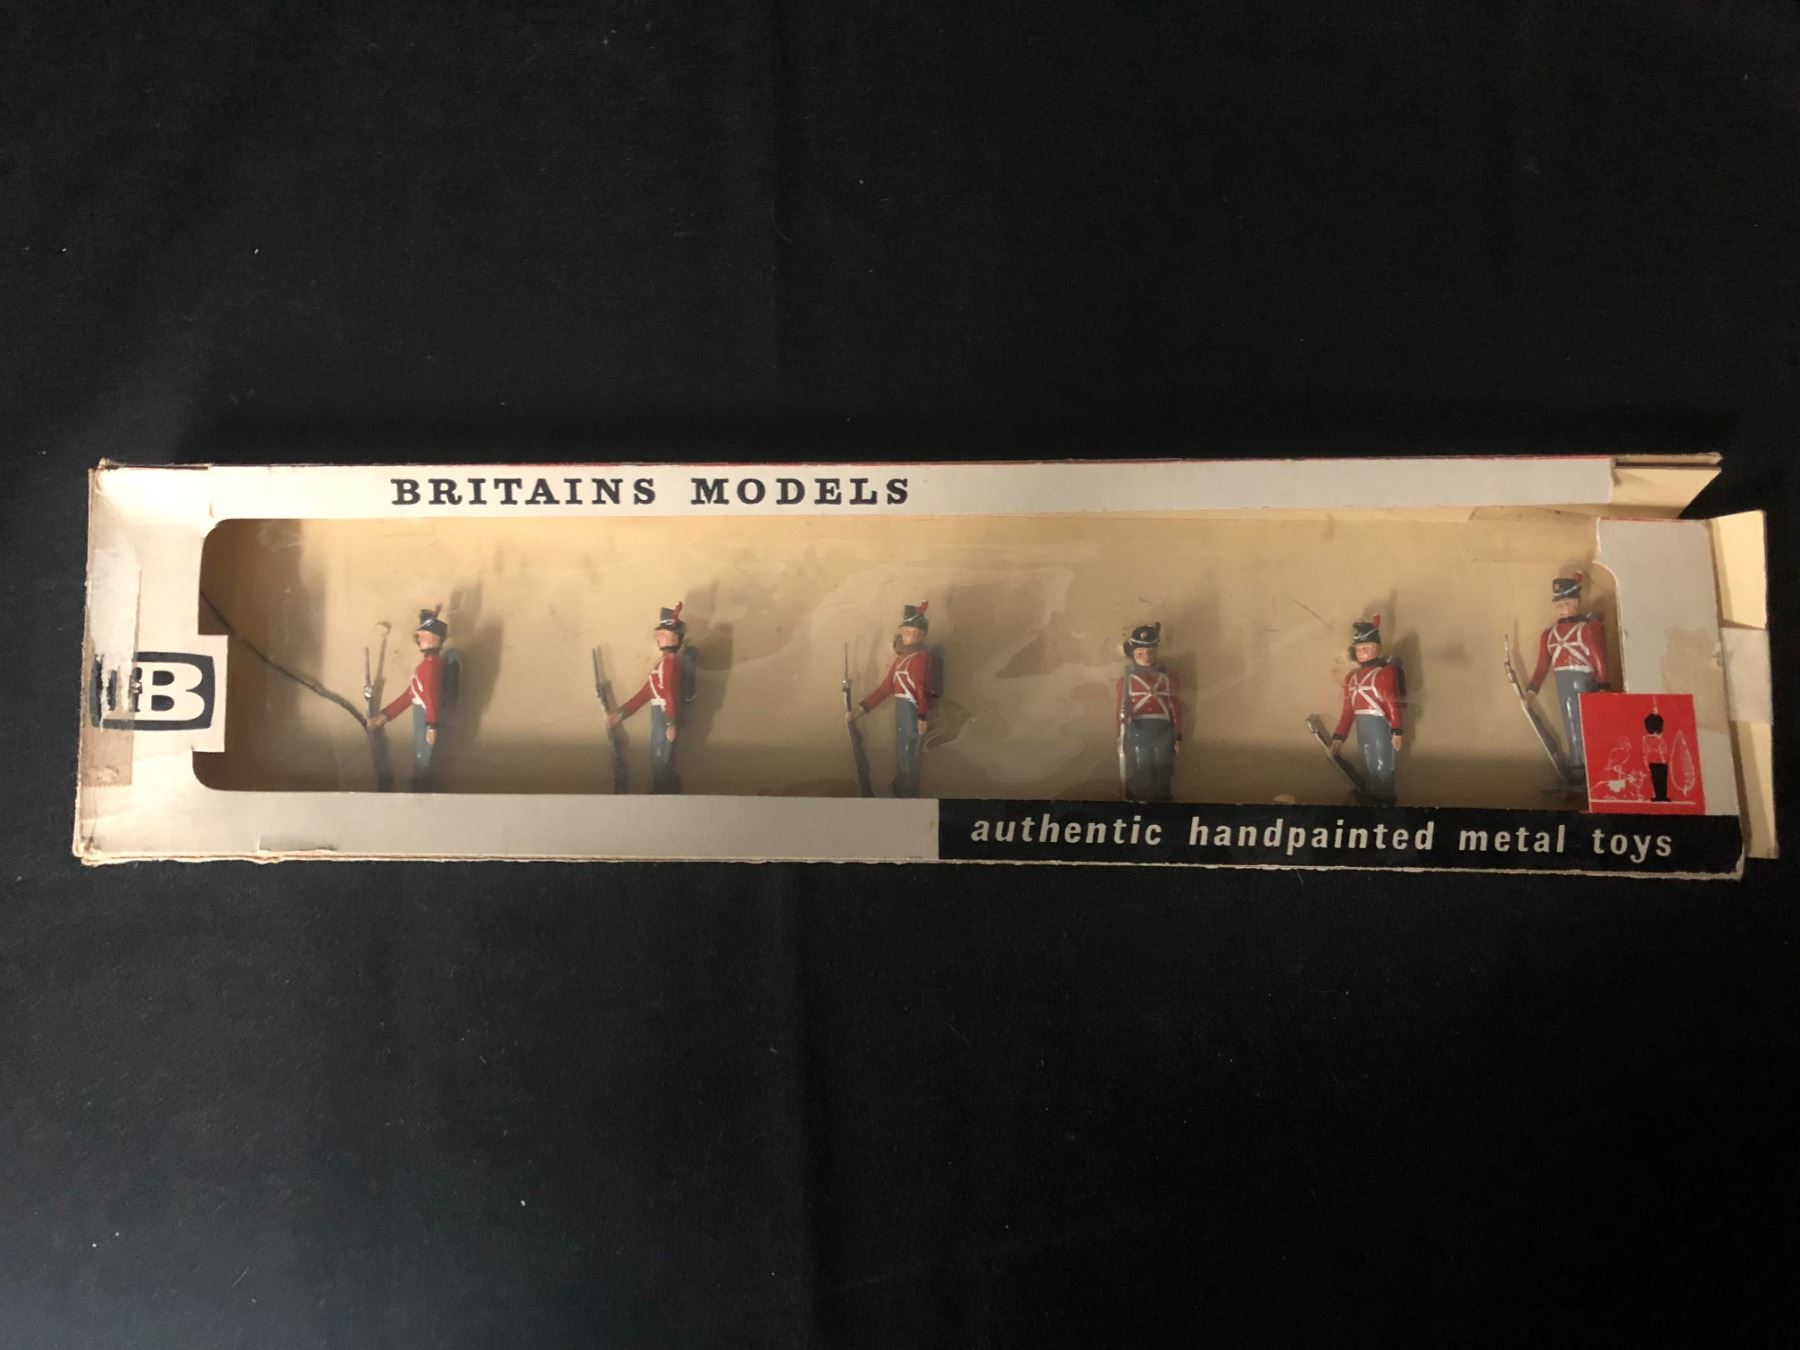 BRITAINS MODELS
B
authentic handpainted metal toys